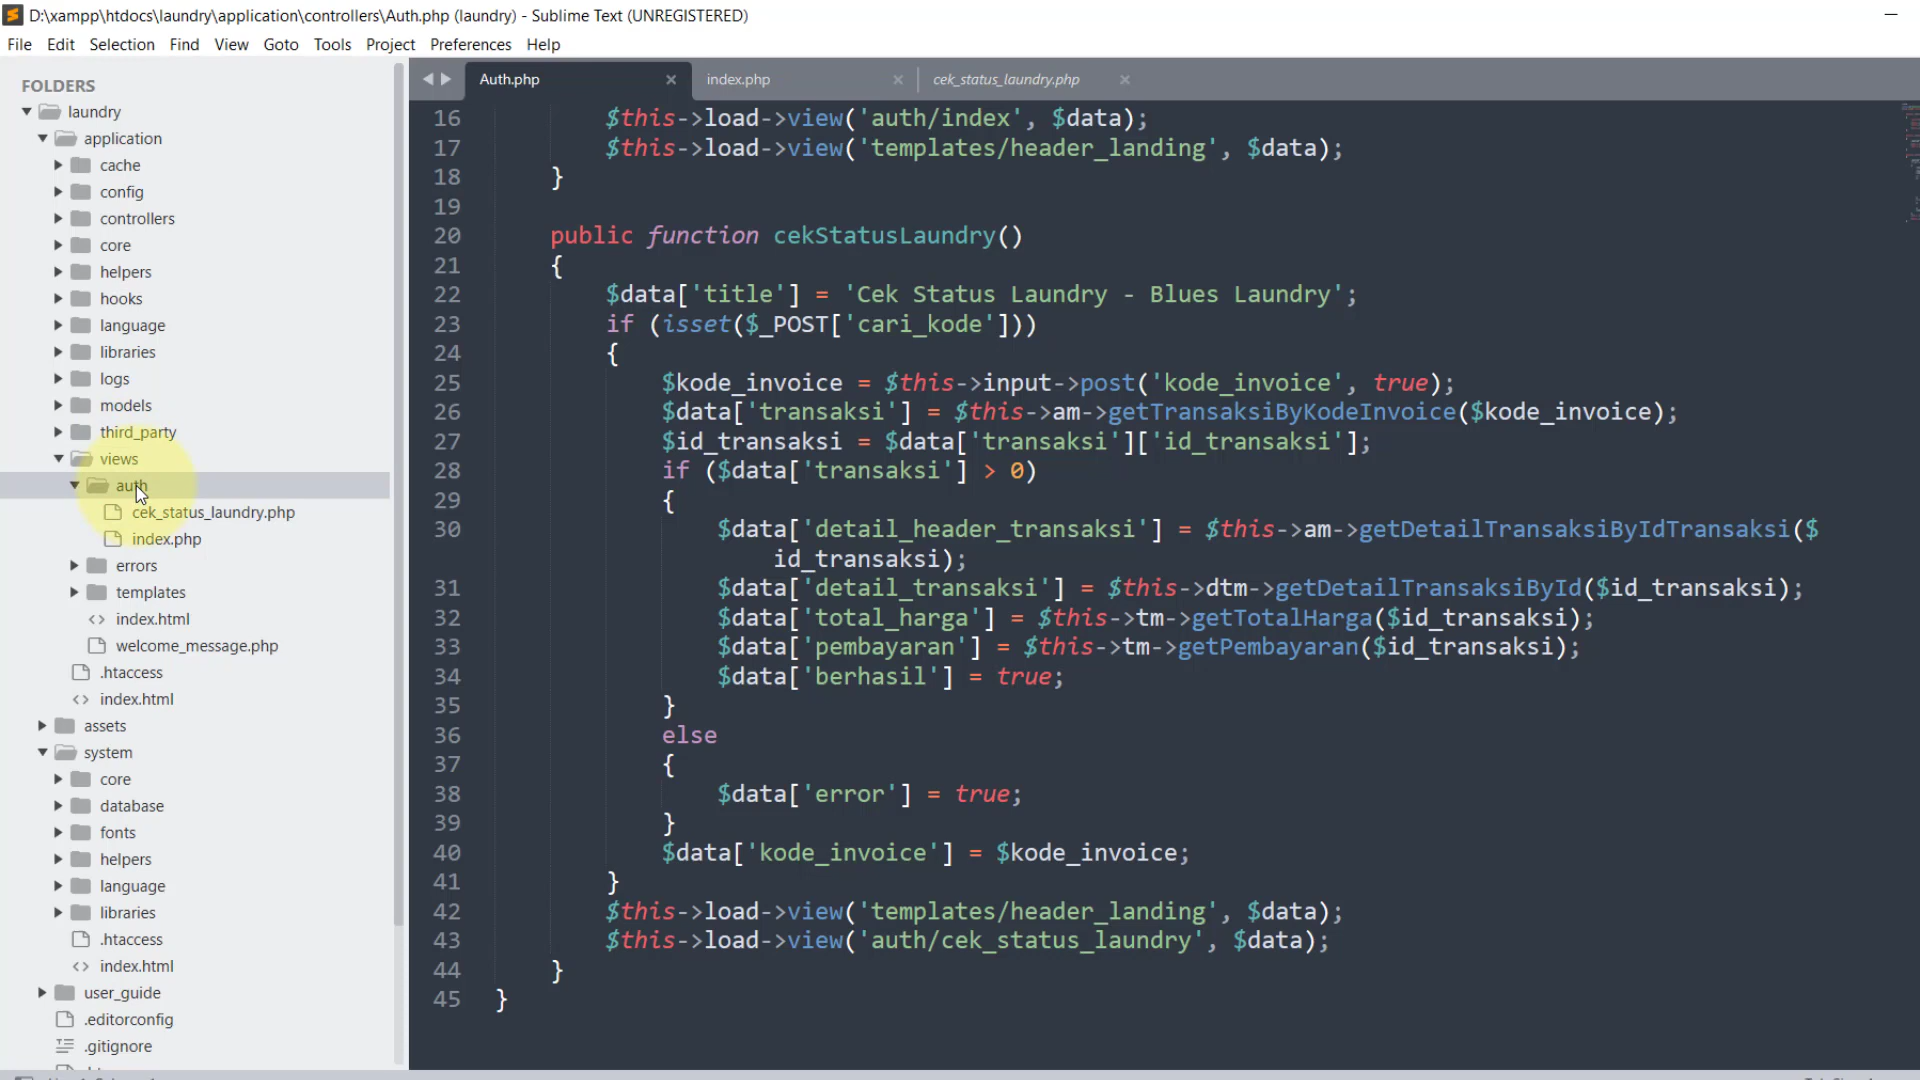 D:\xampp\htdocs\laundry\application\controllers\Auth.php (laundry) - Sublime Text (UNREGISTERED)
File Edit Selection Find View Goto Tools Project Preferences Help
FOLDERS
laundry
application
cache
config
controllers
core
helpers
hooks
language
libraries
logs
models
third_party
views
auth
cek_status_laundry.php
index.php
errors
templates
index.html
welcome_message.php
.htaccess
index.html
assets
system
core
database
fonts
helpers
language
libraries
.htaccess
index.html
user_guide
.editorconfig
.gitignore
Auth.php index.php cek_status_laundry.php
16 $this->load->view('auth/index', $data);
17 $this->load->view('templates/header_landing', $data);
18 }
19
20 public function cekStatusLaundry()
21 {
22 $data['title'] = 'Cek Status Laundry - Blues Laundry';
23 if (isset($_POST['cari_kode']))
24 {
25 $kode_invoice = $this->input->post('kode_invoice', true);
26 $data['transaksi'] = $this->am->getTransaksiByKodeInvoice($kode_invoice);
27 $id_transaksi = $data['transaksi']['id_transaksi'];
28 if ($data['transaksi'] > 0)
29 {
30 $data['detail_header_transaksi'] = $this->am->getDetailTransaksiByIdTransaksi($
id_transaksi);
31 $data['detail_transaksi'] = $this->dtm->getDetailTransaksiById($id_transaksi);
32 $data['total_harga'] = $this->tm->getTotalHarga($id_transaksi);
33 $data['pembayaran'] = $this->tm->getPembayaran($id_transaksi);
34 $data['berhasil'] = true;
35 }
36 else
37 {
38 $data['error'] = true;
39 }
40 $data['kode_invoice'] = $kode_invoice;
41 }
42 $this->load->view('templates/header_landing', $data);
43 $this->load->view('auth/cek_status_laundry', $data);
44 }
45 }